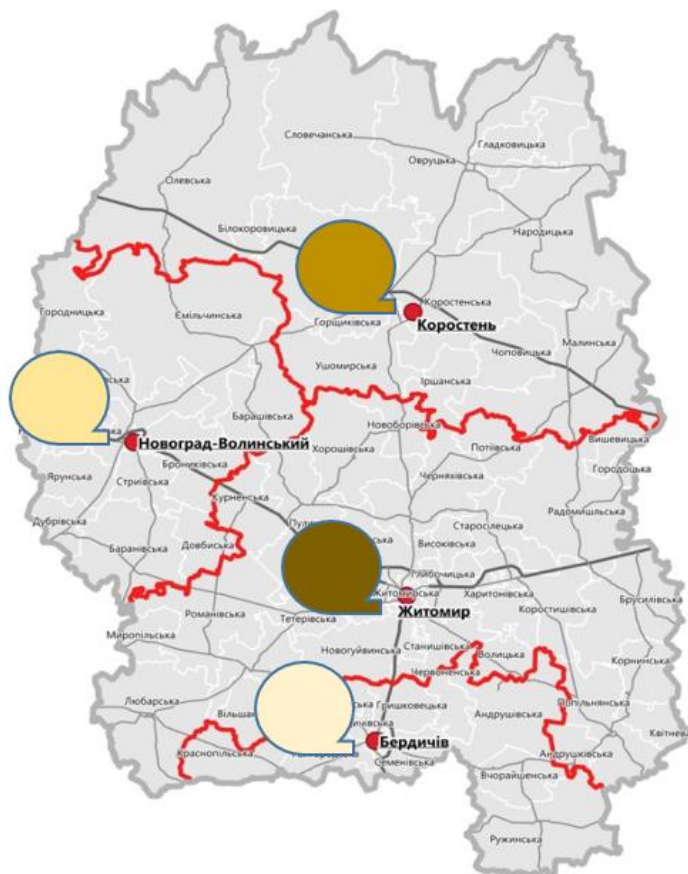 Словечанська
Гладковицька
Овруцька
Олевська
Народицька
Білокоровицька
Городницька
Ємільчинська
Коростенська
Горщиківська
Коростень
Малинська
Чоповицька
Ушомирська
Іршанська
Барашівська
Новоборівська
Вишевицька
Новоград-Волинський
Хорошівська
Потіївська
Брониківська
Городоцька
Ярунська
Стриївська
Черняхівська
Курненська
Радомишльська
Дубрівська
Старосілецька
Баранівська
Довбиська
Високівська
Глибочицька
Житомирська
Харитонівська
Брусилівська
Романівська
Житомир
Коростишівська
Тетерівська
Миропільська
Новогуйвинська
Станишівська
Волицька
Корнинська
Червоненська
Любарська
Попільнянська
Гришковецька
Андрушівська
Квітнева
Бердичів
Краснопільська
Андрушківська
Семенівська
Вчорайшенська
Ружинська